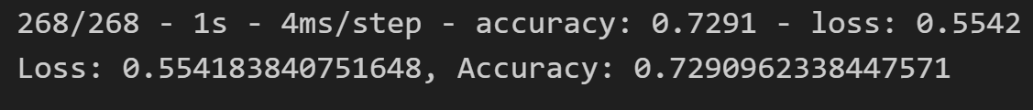 268/268 - 1s - 4ms/step - accuracy: 0.7291 - loss: 0.5542
Loss: 0.554183840751648, Accuracy: 0.7290962338447571